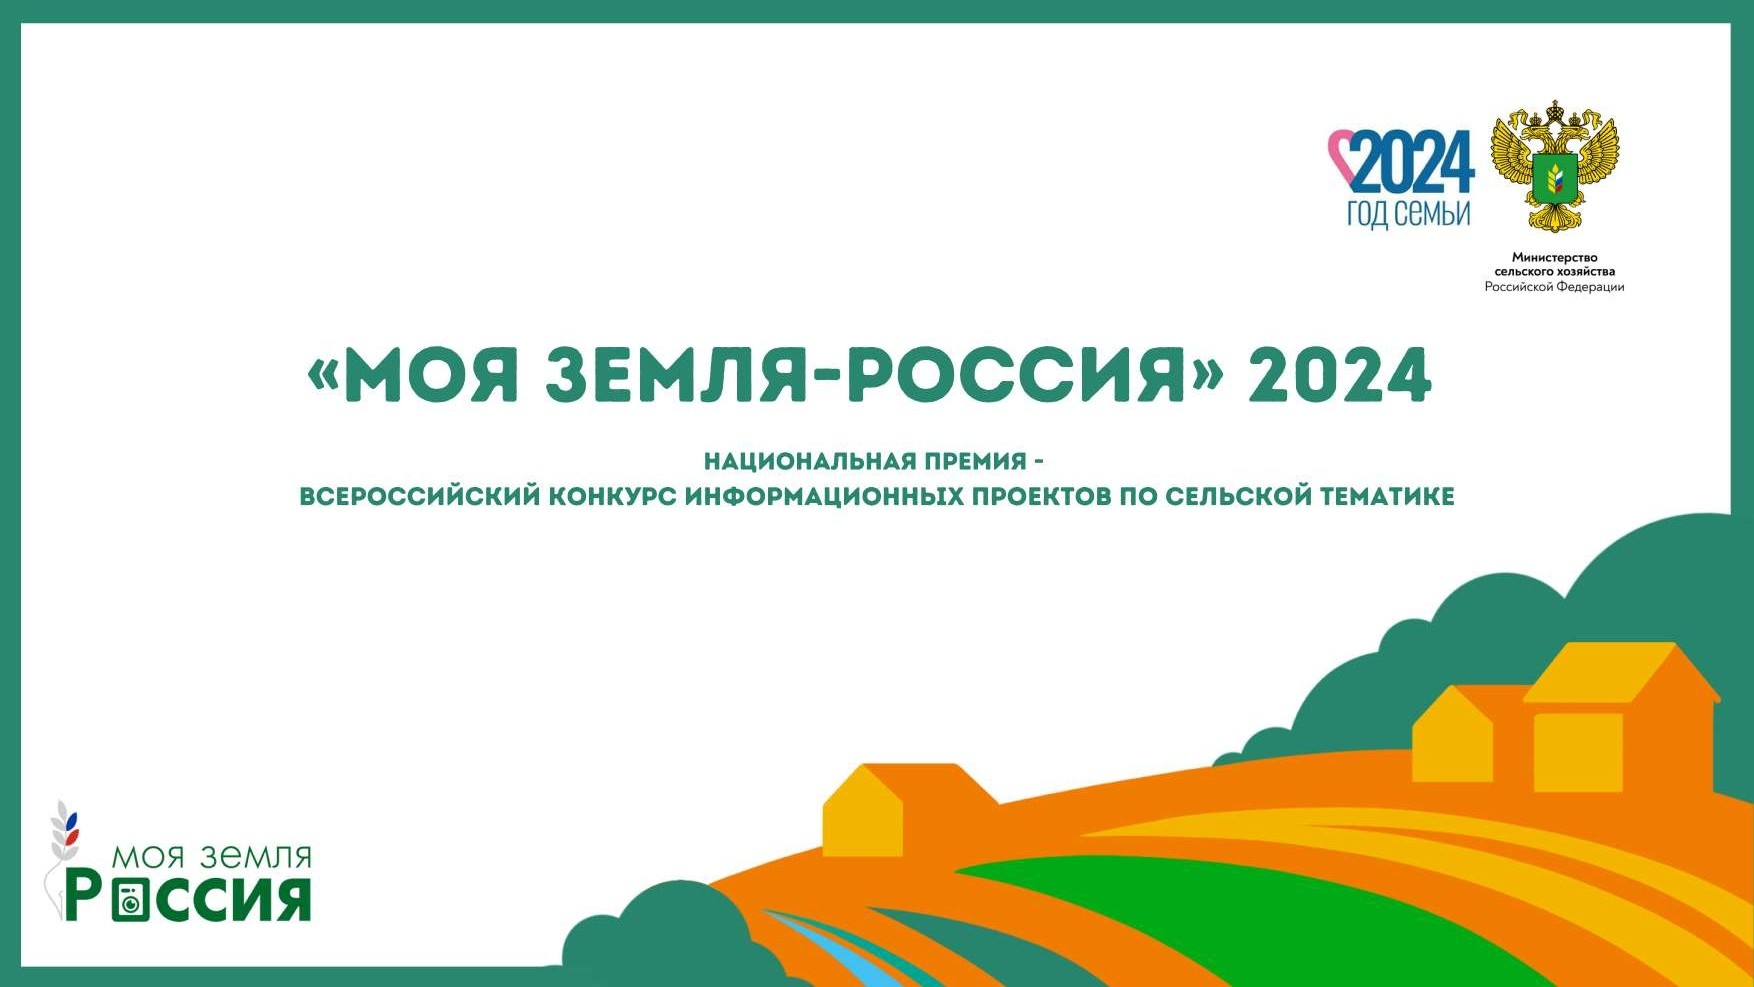 2024
ГОД СЕМЬИ
Министерство
сельского хозяйства
Российской Федерации
«МОЯ ЗЕМЛЯ-РОССИЯ» 2024
НАЦИОНАЛЬНАЯ ПРЕМИЯ -
ВСЕРОССИЙСКИЙ КОНКУРС ИНФОРМАЦИОННЫХ ПРОЕКТОВ ПО СЕЛЬСКОЙ ТЕМАТИКЕ
моя земля
Россия